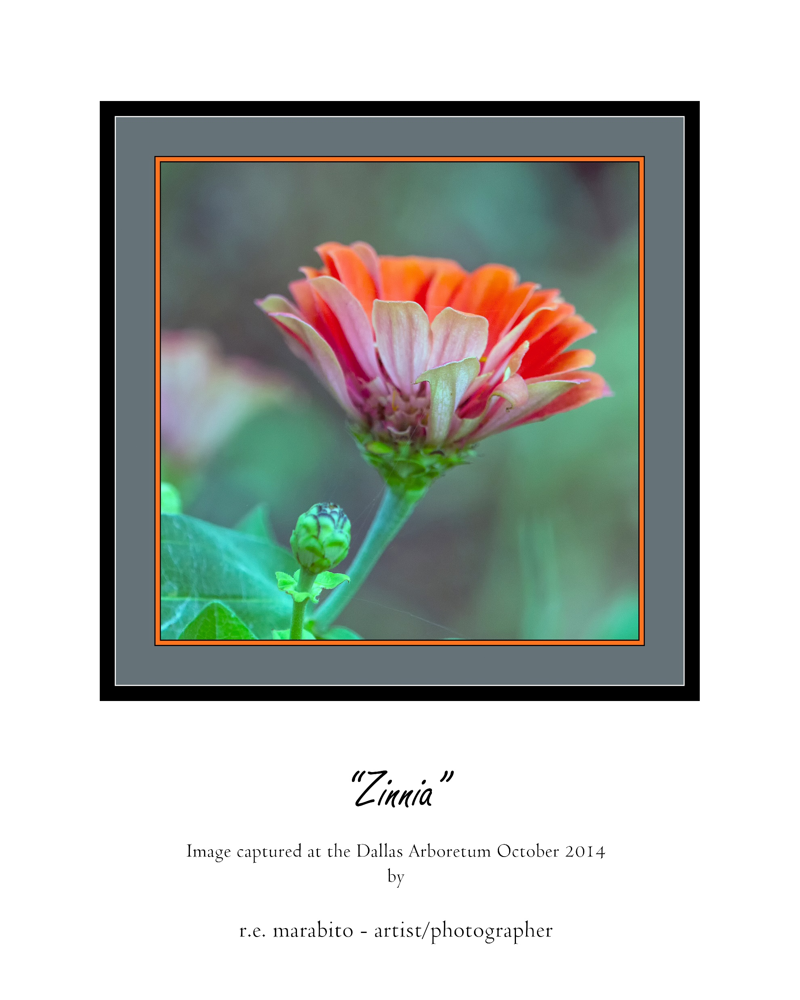 “Zinnia”
Image captured at the Dallas Arboretum October 2014
by
r.e. marabito - artist/photographer